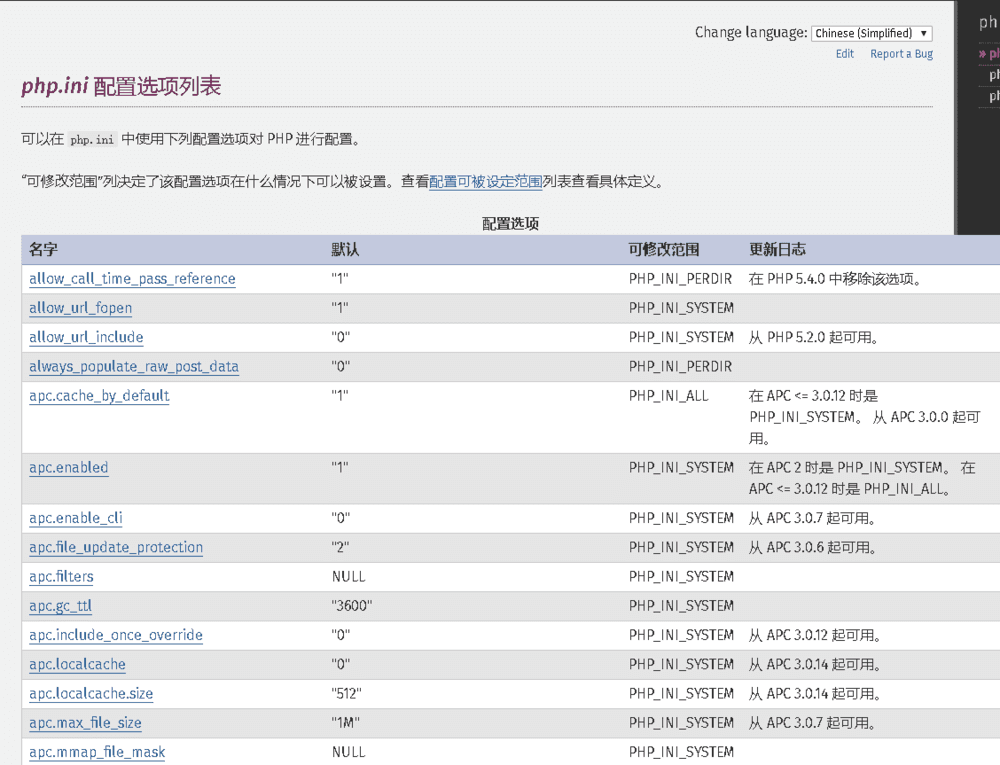 Change language: Chinese (Simplified)
Edit Report a Bug
php.ini 配置选项列表
可以在 php.ini 中使用下列配置选项对 PHP 进行配置。
“可修改范围”列决定了该配置选项在什么情况下可以被设置。查看配置可被设定范围列表查看具体定义。
配置选项
名字 默认 可修改范围 更新日志
allow_call_time_pass_reference "1" PHP_INI_PERDIR 在 PHP 5.4.0 中移除该选项。
allow_url_fopen "1" PHP_INI_SYSTEM
allow_url_include "0" PHP_INI_SYSTEM 从 PHP 5.2.0 起可用。
always_populate_raw_post_data "0" PHP_INI_PERDIR
apc.cache_by_default "1" PHP_INI_ALL 在 APC <= 3.0.12 时是
PHP_INI_SYSTEM。 从 APC 3.0.0 起可
用。
apc.enabled "1" PHP_INI_SYSTEM 在 APC 2 时是 PHP_INI_SYSTEM。 在
APC <= 3.0.12 时是 PHP_INI_ALL。
apc.enable_cli "0" PHP_INI_SYSTEM 从 APC 3.0.7 起可用。
apc.file_update_protection "2" PHP_INI_SYSTEM 从 APC 3.0.6 起可用。
apc.filters NULL PHP_INI_SYSTEM
apc.gc_ttl "3600" PHP_INI_SYSTEM
apc.include_once_override "0" PHP_INI_SYSTEM 从 APC 3.0.12 起可用。
apc.localcache "0" PHP_INI_SYSTEM 从 APC 3.0.14 起可用。
apc.localcache.size "512" PHP_INI_SYSTEM 从 APC 3.0.14 起可用。
apc.max_file_size "1M" PHP_INI_SYSTEM 从 APC 3.0.7 起可用。
apc.mmap_file_mask NULL PHP_INI_SYSTEM
ph
» pl
ph
ph